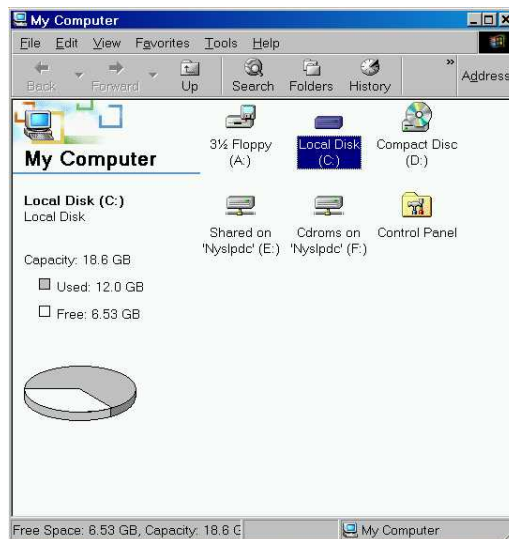 My Computer
File Edit View Favorites Tools Help
Back Forward Up Search Folders History » Address
My Computer
Local Disk (C:)
Local Disk
Capacity: 18.6 GB
Used: 12.0 GB
Free: 6.53 GB
3½ Floppy
(A:)
Local Disk
(C:)
Compact Disc
(D:)
Shared on
'Nyslpdc' (E:)
Cdroms on
'Nyslpdc' (F:)
Control Panel
Free Space: 6.53 GB, Capacity: 18.6 G
My Computer